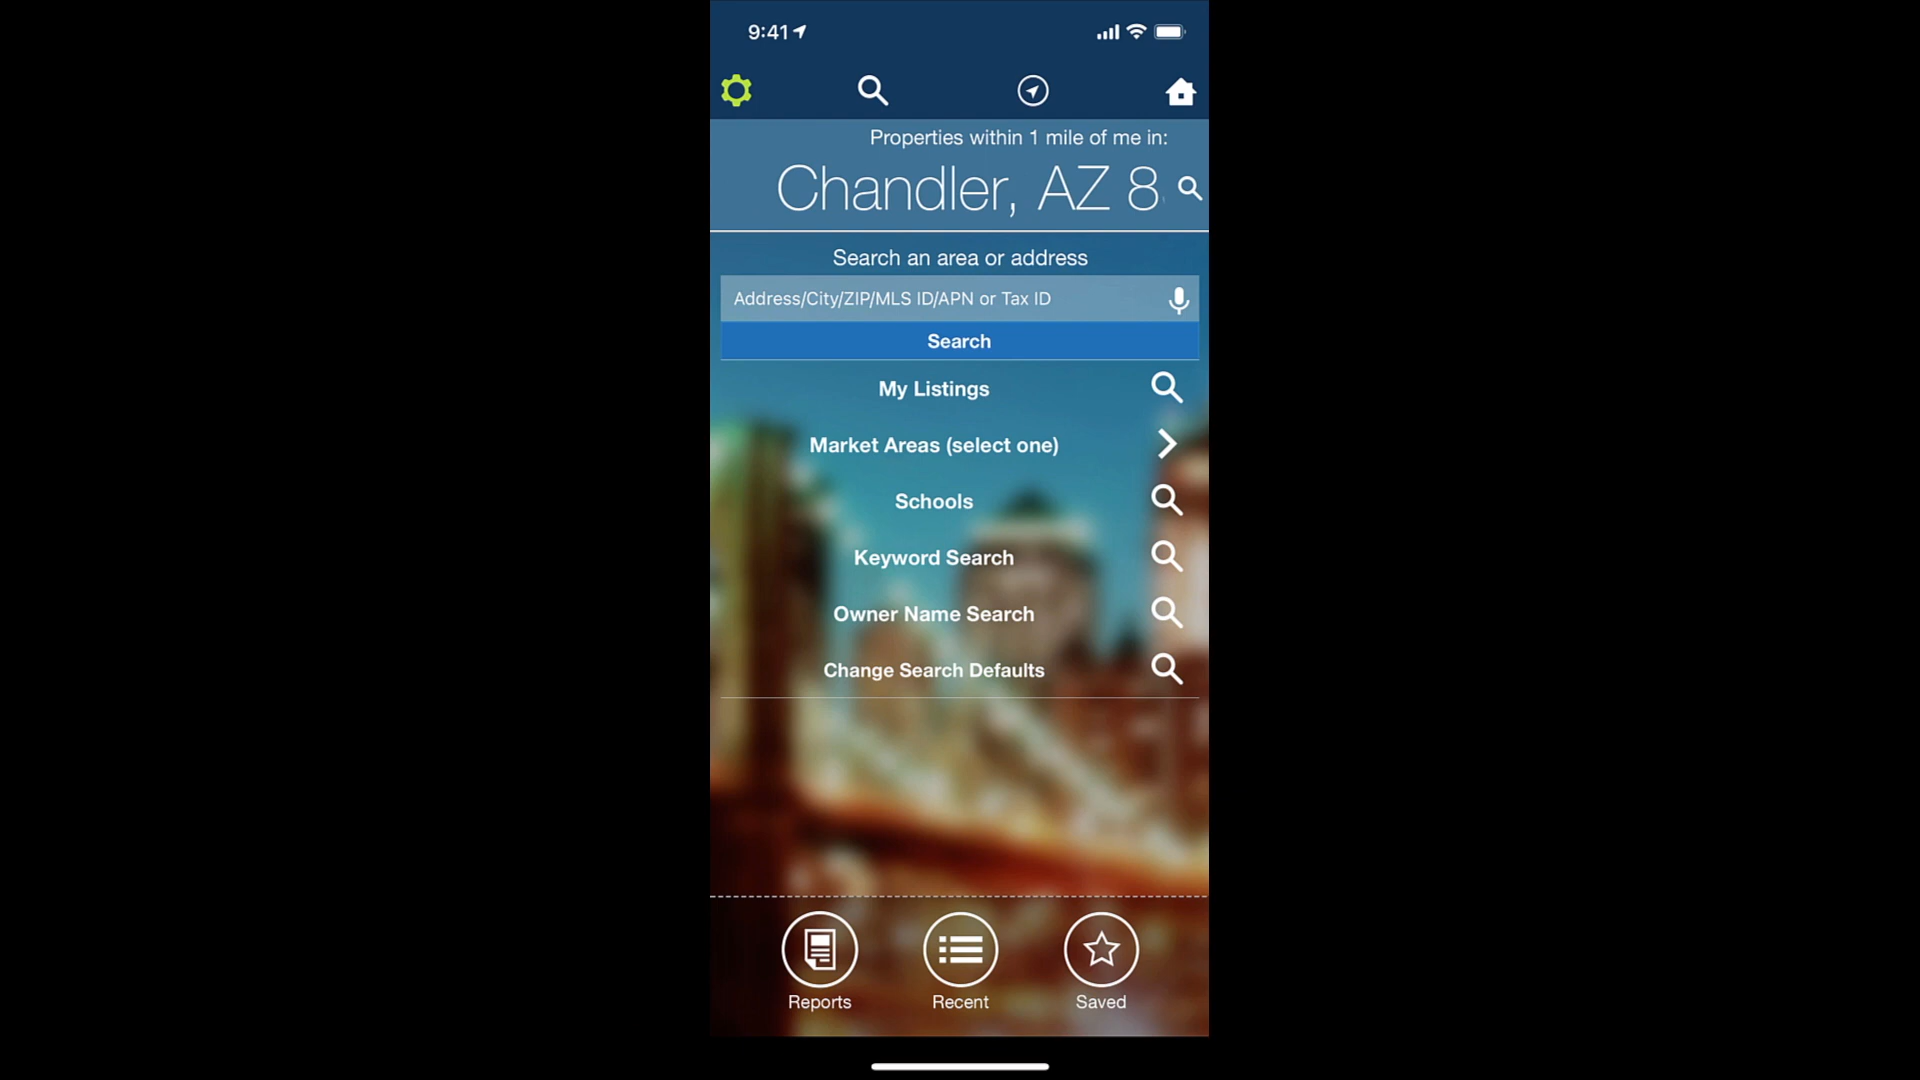 9:41
Properties within 1 mile of me in:
Chandler, AZ 8
Search an area or address
Address/City/ZIP/MLS ID/APN or Tax ID
Search
My Listings
Market Areas (select one)
Schools
Keyword Search
Owner Name Search
Change Search Defaults
Reports
Recent
Saved